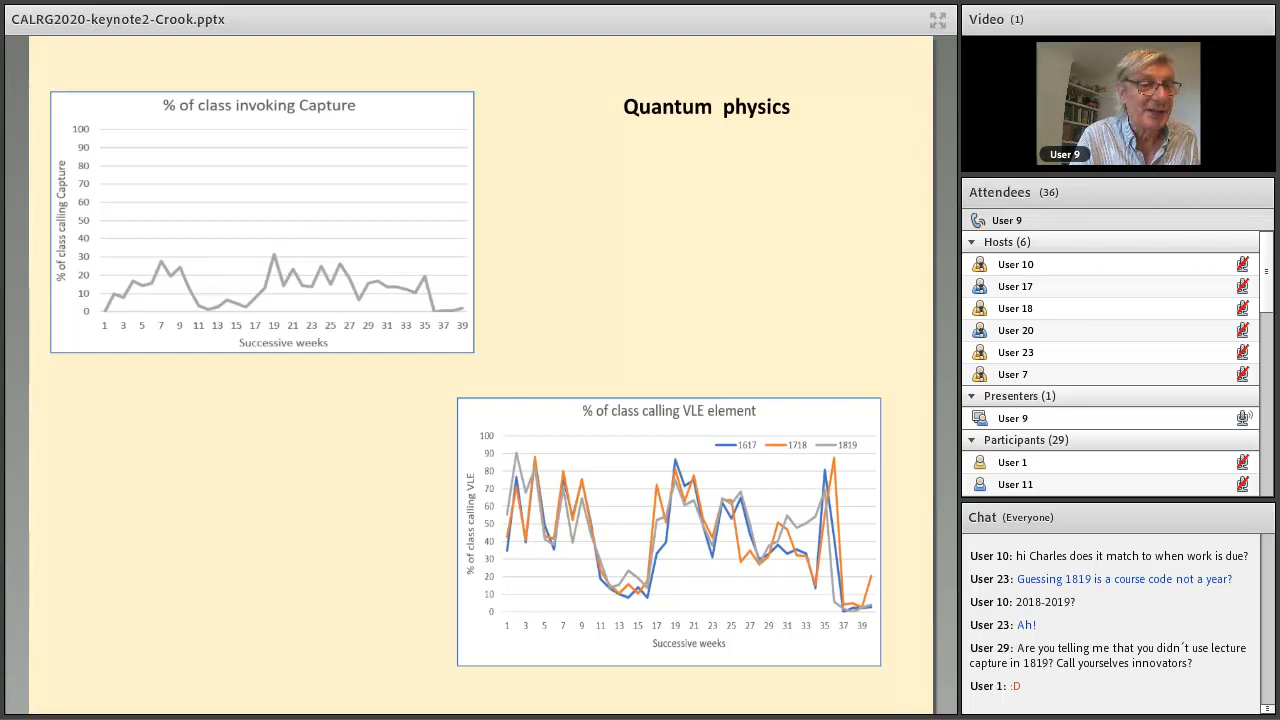 CALRG2020-keynote2-Crook.pptx
% of class invoking Capture
% of class calling Capture
100
90
80
70
60
50
40
30
20
10
0
1 3 5 7 9 11 13 15 17 19 21 23 25 27 29 31 33 35 37 39
Successive weeks
Quantum physics
% of class calling VLE element
1617 1718 1819
% of class calling VLE
100
90
80
70
60
50
40
30
20
10
0
1 3 5 7 9 11 13 15 17 19 21 23 25 27 29 31 33 35 37 39
Successive weeks
Video (1)
User 9
Attendees (36)
User 9
Hosts (6)
User 10
User 17
User 18
User 20
User 23
User 7
Presenters (1)
User 9
Participants (29)
User 1
User 11
Chat (Everyone)
User 10: hi Charles does it match to when work is due?
User 23: Guessing 1819 is a course code not a year?
User 10: 2018-2019?
User 23: Ah!
User 29: Are you telling me that you didn´t use lecture
capture in 1819? Call yourselves innovators?
User 1: :D